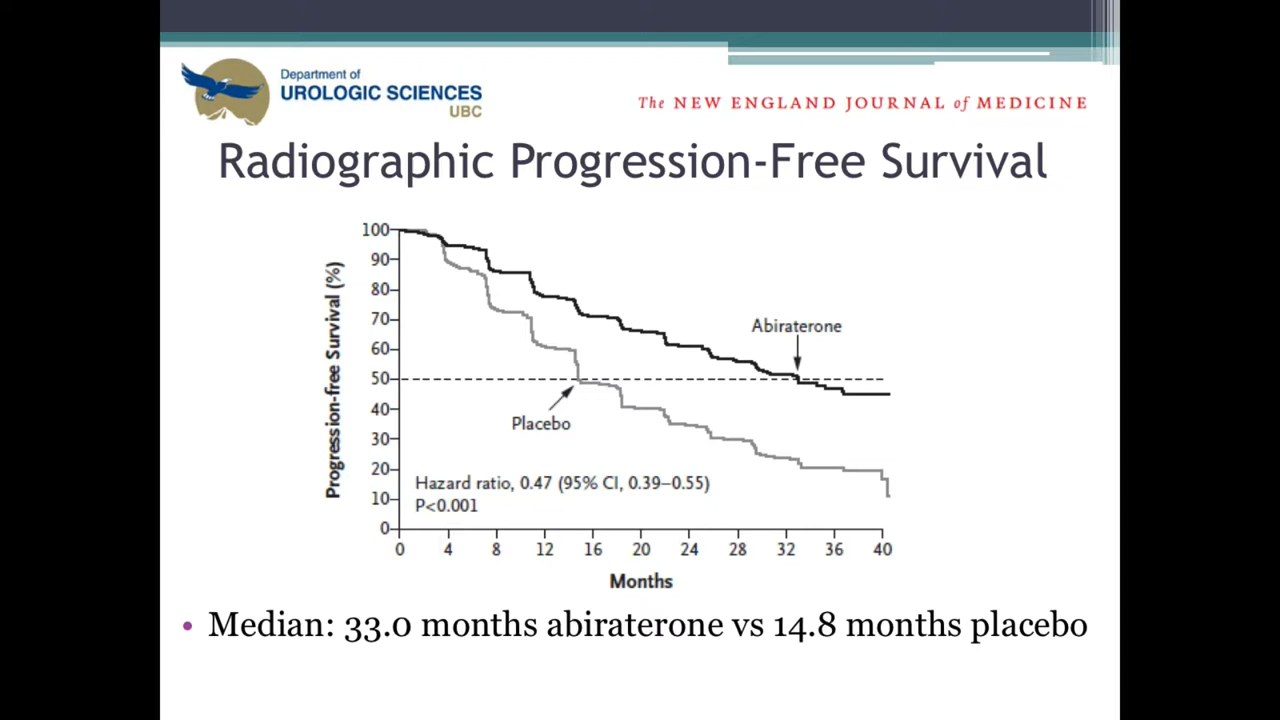 Department of
UROLOGIC SCIENCES
UBC
The NEW ENGLAND JOURNAL of MEDICINE
Radiographic Progression-Free Survival
Progression-free Survival (%)
100
90
80
70
60
50
40
30
20
10
0
Abiraterone
Placebo
Hazard ratio, 0.47 (95% CI, 0.39–0.55)
P<0.001
0 4 8 12 16 20 24 28 32 36 40
Months
• Median: 33.0 months abiraterone vs 14.8 months placebo